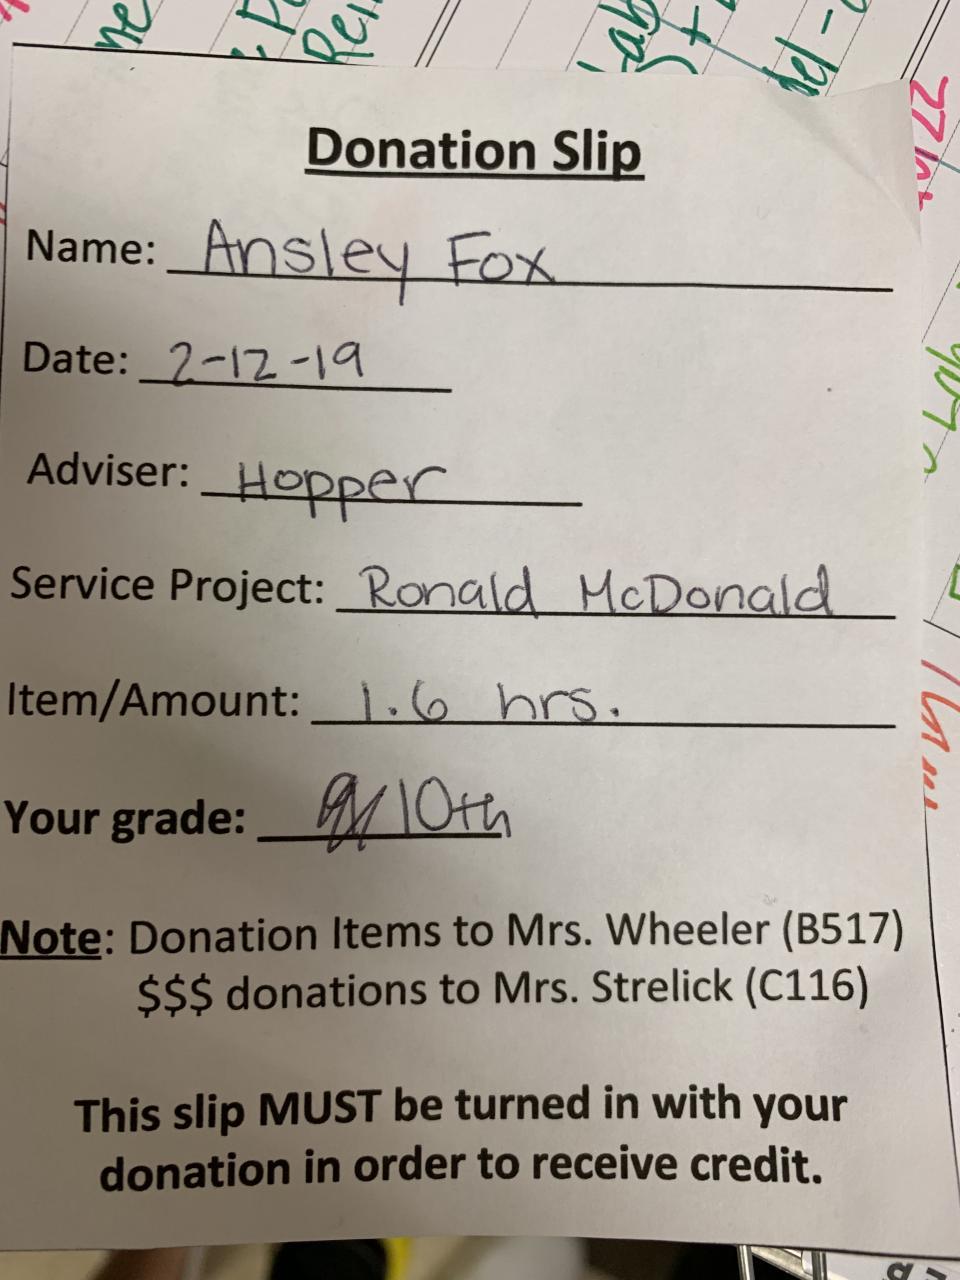 Donation Slip
Name: Ansley Fox
Date: 2-12-19
Adviser: Hopper
Service Project: Ronald McDonald
Item/Amount: 1.6 hrs.
Your grade: 10th
Note: Donation Items to Mrs. Wheeler (B517)
$$$ donations to Mrs. Strelick (C116)
This slip MUST be turned in with your
donation in order to receive credit.